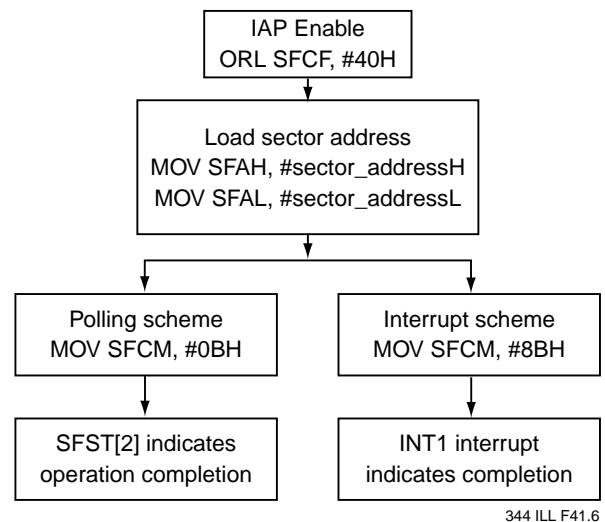 IAP Enable
ORL SFCF, #40H
Load sector address
MOV SFAH, #sector_addressH
MOV SFAL, #sector_addressL
Polling scheme
MOV SFCM, #0BH
Interrupt scheme
MOV SFCM, #8BH
SFST[2] indicates
operation completion
INT1 interrupt
indicates completion
344 ILL F41.6